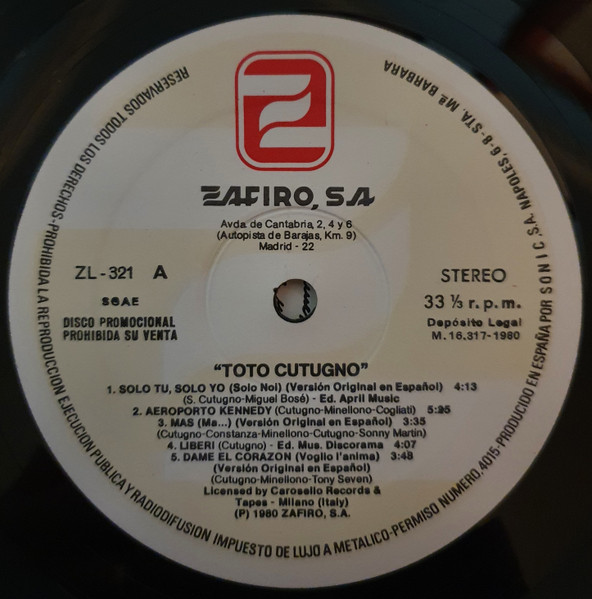 ZAFIRO, S.A.
Avda. de Cantabria, 2, 4 y 6
(Autopista de Barajas, Km. 9)
Madrid - 22
ZL - 321 A
SGAE
DISCO PROMOCIONAL
PROHIBIDA SU VENTA
STEREO
33 ⅓ r.p.m.
Depósito Legal
M. 16.317-1980
"TOTO CUTUGNO"
1. SOLO TU, SOLO YO (Solo Noi) (Versión Original en Español) 4:13
(S. Cutugno-Miguel Bosé) - Ed. April Music
2. AEROPORTO KENNEDY (Cutugno-Minellono-Cogliati) 5:25
3. MAS (Ma...) (Versión Original en Español) 3:35
(Cutugno-Constanza-Minellono-Cutugno-Sonny Martín)
4. LIBERI (Cutugno) - Ed. Mus. Discorama 4:07
5. DAME EL CORAZON (Voglio l'anima) 3:48
(Versión Original en Español)
(Cutugno-Minellono-Tony Seven)
Licensed by Carosello Records &
Tapes - Milano (Italy)
(P) 1980 ZAFIRO, S.A.
RESERVADOS TODOS LOS DERECHOS-PROHIBIDA LA REPRODUCCION EJECUCION PUBLICA Y RADIODIFUSION IMPUESTO DE LUJO A METALICO-PERMISO NUMERO 4015-PRODUCIDO EN ESPAÑA POR SONIC S.A. NAPOLES, 6-8-STA. Mª. BARBARA